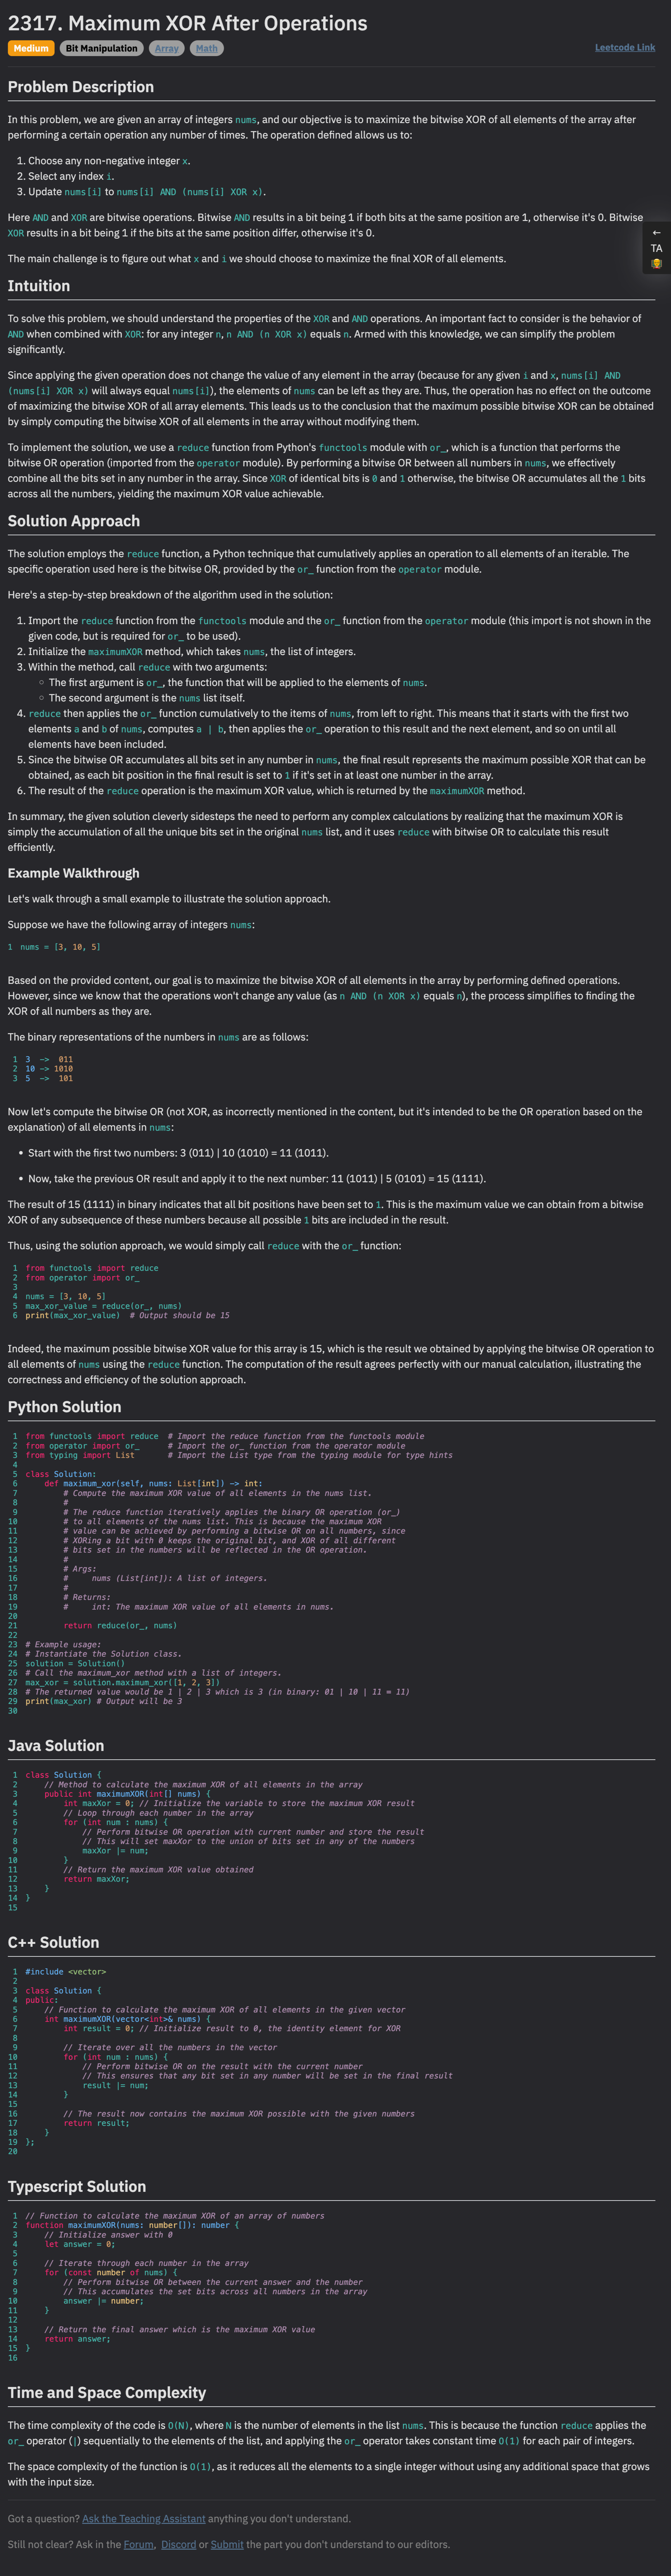 2317. Maximum XOR After Operations
Medium Bit Manipulation Array Math Leetcode Link
Problem Description
In this problem, we are given an array of integers nums, and our objective is to maximize the bitwise XOR of all elements of the array after
performing a certain operation any number of times. The operation defined allows us to:
1. Choose any non-negative integer x.
2. Select any index i.
3. Update nums[i] to nums[i] AND (nums[i] XOR x).
Here AND and XOR are bitwise operations. Bitwise AND results in a bit being 1 if both bits at the same position are 1, otherwise it's 0. Bitwise
XOR results in a bit being 1 if the bits at the same position differ, otherwise it's 0.
←
TA
The main challenge is to figure out what x and i we should choose to maximize the final XOR of all elements.
Intuition
To solve this problem, we should understand the properties of the XOR and AND operations. An important fact to consider is the behavior of
AND when combined with XOR: for any integer n, n AND (n XOR x) equals n. Armed with this knowledge, we can simplify the problem
significantly.
Since applying the given operation does not change the value of any element in the array (because for any given i and x, nums[i] AND
(nums[i] XOR x) will always equal nums[i]), the elements of nums can be left as they are. Thus, the operation has no effect on the outcome
of maximizing the bitwise XOR of all array elements. This leads us to the conclusion that the maximum possible bitwise XOR can be obtained
by simply computing the bitwise XOR of all elements in the array without modifying them.
To implement the solution, we use a reduce function from Python's functools module with or_, which is a function that performs the
bitwise OR operation (imported from the operator module). By performing a bitwise OR between all numbers in nums, we effectively
combine all the bits set in any number in the array. Since XOR of identical bits is 0 and 1 otherwise, the bitwise OR accumulates all the 1 bits
across all the numbers, yielding the maximum XOR value achievable.
Solution Approach
The solution employs the reduce function, a Python technique that cumulatively applies an operation to all elements of an iterable. The
specific operation used here is the bitwise OR, provided by the or_ function from the operator module.
Here's a step-by-step breakdown of the algorithm used in the solution:
1. Import the reduce function from the functools module and the or_ function from the operator module (this import is not shown in the
given code, but is required for or_ to be used).
2. Initialize the maximumXOR method, which takes nums, the list of integers.
3. Within the method, call reduce with two arguments:
○ The first argument is or_, the function that will be applied to the elements of nums.
○ The second argument is the nums list itself.
4. reduce then applies the or_ function cumulatively to the items of nums, from left to right. This means that it starts with the first two
elements a and b of nums, computes a | b, then applies the or_ operation to this result and the next element, and so on until all
elements have been included.
5. Since the bitwise OR accumulates all bits set in any number in nums, the final result represents the maximum possible XOR that can be
obtained, as each bit position in the final result is set to 1 if it's set in at least one number in the array.
6. The result of the reduce operation is the maximum XOR value, which is returned by the maximumXOR method.
In summary, the given solution cleverly sidesteps the need to perform any complex calculations by realizing that the maximum XOR is
simply the accumulation of all the unique bits set in the original nums list, and it uses reduce with bitwise OR to calculate this result
efficiently.
Example Walkthrough
Let's walk through a small example to illustrate the solution approach.
Suppose we have the following array of integers nums:
1 nums = [3, 10, 5]
Based on the provided content, our goal is to maximize the bitwise XOR of all elements in the array by performing defined operations.
However, since we know that the operations won't change any value (as n AND (n XOR x) equals n), the process simplifies to finding the
XOR of all numbers as they are.
The binary representations of the numbers in nums are as follows:
1 3 -> 011
2 10 -> 1010
3 5 -> 101
Now let's compute the bitwise OR (not XOR, as incorrectly mentioned in the content, but it's intended to be the OR operation based on the
explanation) of all elements in nums:
• Start with the first two numbers: 3 (011) | 10 (1010) = 11 (1011).
• Now, take the previous OR result and apply it to the next number: 11 (1011) | 5 (0101) = 15 (1111).
The result of 15 (1111) in binary indicates that all bit positions have been set to 1. This is the maximum value we can obtain from a bitwise
XOR of any subsequence of these numbers because all possible 1 bits are included in the result.
Thus, using the solution approach, we would simply call reduce with the or_ function:
1 from functools import reduce
2 from operator import or_
3
4 nums = [3, 10, 5]
5 max_xor_value = reduce(or_, nums)
6 print(max_xor_value)  # Output should be 15
Indeed, the maximum possible bitwise XOR value for this array is 15, which is the result we obtained by applying the bitwise OR operation to
all elements of nums using the reduce function. The computation of the result agrees perfectly with our manual calculation, illustrating the
correctness and efficiency of the solution approach.
Python Solution
1 from functools import reduce  # Import the reduce function from the functools module
2 from operator import or_      # Import the or_ function from the operator module
3 from typing import List       # Import the List type from the typing module for type hints
4
5 class Solution:
6     def maximum_xor(self, nums: List[int]) -> int:
7         # Compute the maximum XOR value of all elements in the nums list.
8         #
9         # The reduce function iteratively applies the binary OR operation (or_)
10         # to all elements of the nums list. This is because the maximum XOR
11         # value can be achieved by performing a bitwise OR on all numbers, since
12         # XORing a bit with 0 keeps the original bit, and XOR of all different
13         # bits set in the numbers will be reflected in the OR operation.
14         #
15         # Args:
16         #     nums (List[int]): A list of integers.
17         #
18         # Returns:
19         #     int: The maximum XOR value of all elements in nums.
20
21         return reduce(or_, nums)
22
23 # Example usage:
24 # Instantiate the Solution class.
25 solution = Solution()
26 # Call the maximum_xor method with a list of integers.
27 max_xor = solution.maximum_xor([1, 2, 3])
28 # The returned value would be 1 | 2 | 3 which is 3 (in binary: 01 | 10 | 11 = 11)
29 print(max_xor) # Output will be 3
30
Java Solution
1 class Solution {
2     // Method to calculate the maximum XOR of all elements in the array
3     public int maximumXOR(int[] nums) {
4         int maxXor = 0; // Initialize the variable to store the maximum XOR result
5         // Loop through each number in the array
6         for (int num : nums) {
7             // Perform bitwise OR operation with current number and store the result
8             // This will set maxXor to the union of bits set in any of the numbers
9             maxXor |= num;
10         }
11         // Return the maximum XOR value obtained
12         return maxXor;
13     }
14 }
15
C++ Solution
1 #include <vector>
2
3 class Solution {
4 public:
5     // Function to calculate the maximum XOR of all elements in the given vector
6     int maximumXOR(vector<int>& nums) {
7         int result = 0; // Initialize result to 0, the identity element for XOR
8
9         // Iterate over all the numbers in the vector
10         for (int num : nums) {
11             // Perform bitwise OR on the result with the current number
12             // This ensures that any bit set in any number will be set in the final result
13             result |= num;
14         }
15
16         // The result now contains the maximum XOR possible with the given numbers
17         return result;
18     }
19 };
20
Typescript Solution
1 // Function to calculate the maximum XOR of an array of numbers
2 function maximumXOR(nums: number[]): number {
3     // Initialize answer with 0
4     let answer = 0;
5
6     // Iterate through each number in the array
7     for (const number of nums) {
8         // Perform bitwise OR between the current answer and the number
9         // This accumulates the set bits across all numbers in the array
10         answer |= number;
11     }
12
13     // Return the final answer which is the maximum XOR value
14     return answer;
15 }
16
Time and Space Complexity
The time complexity of the code is O(N), where N is the number of elements in the list nums. This is because the function reduce applies the
or_ operator (|) sequentially to the elements of the list, and applying the or_ operator takes constant time O(1) for each pair of integers.
The space complexity of the function is O(1), as it reduces all the elements to a single integer without using any additional space that grows
with the input size.
Got a question? Ask the Teaching Assistant anything you don't understand.
Still not clear? Ask in the Forum, Discord or Submit the part you don't understand to our editors.